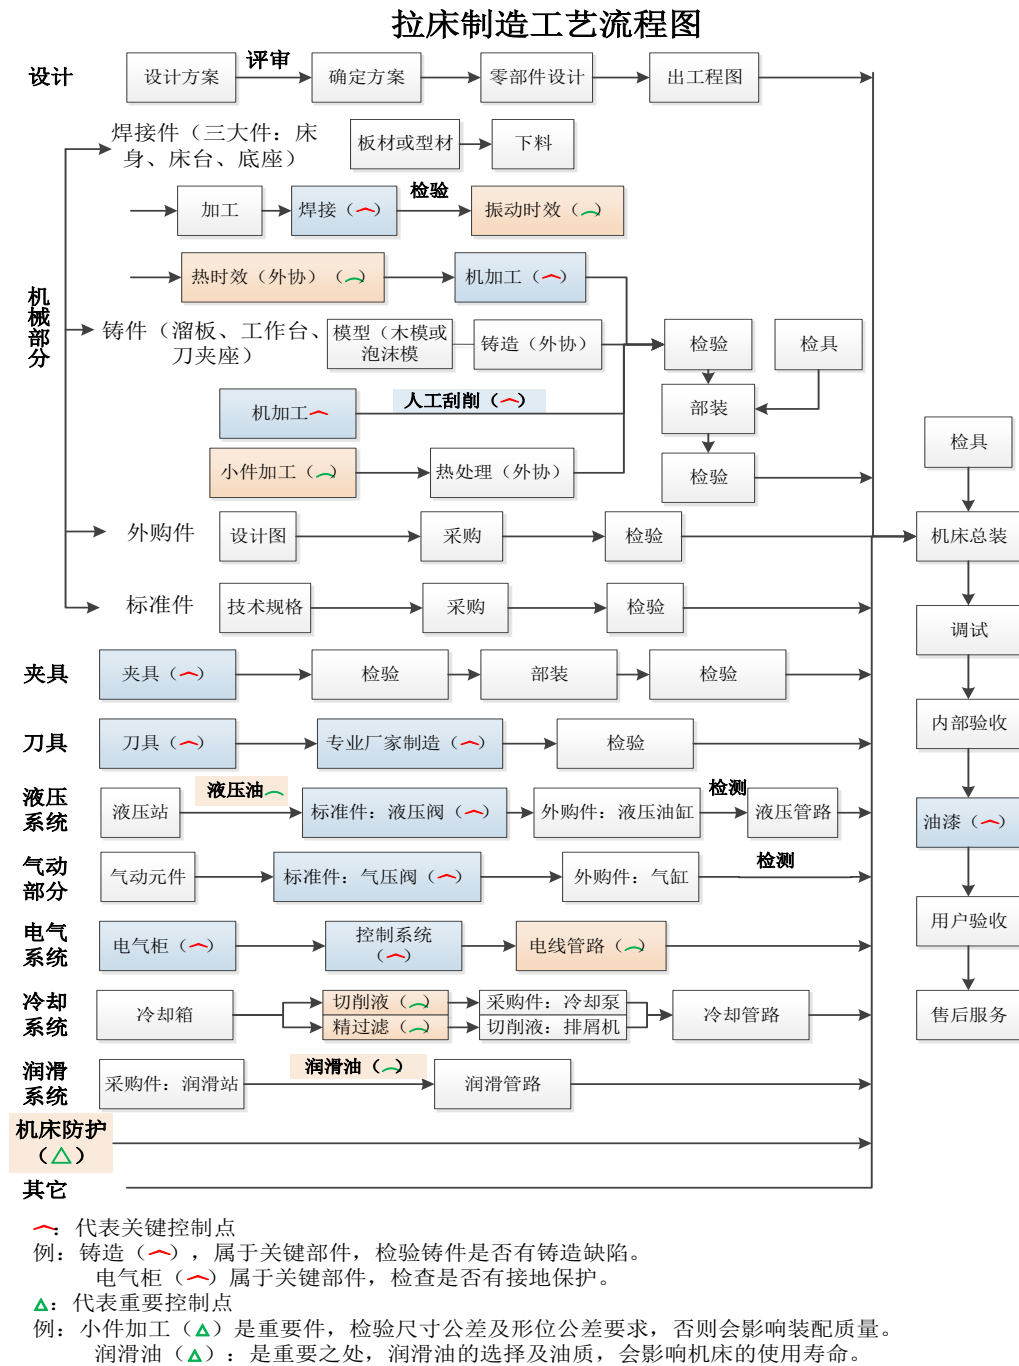 拉床制造工艺流程图
设计
设计方案
评审
确定方案
零部件设计
出工程图
机械部分
焊接件（三大件：床
身、床台、底座）
板材或型材
下料
加工
焊接（）
检验
振动时效（）
热时效（外协）（）
机加工（）
铸件（溜板、工作台、
刀夹座）
模型（木模或
泡沫模
铸造（外协）
检验
检具
机加工
人工刮削（）
部装
小件加工（）
热处理（外协）
检验
检具
外购件
设计图
采购
检验
机床总装
标准件
技术规格
采购
检验
调试
夹具
夹具（）
检验
部装
检验
内部验收
刀具
刀具（）
专业厂家制造（）
检验
液压
系统
液压站
液压油
标准件：液压阀（）
外购件：液压油缸
检测
液压管路
油漆（）
气动
部分
气动元件
标准件：气压阀（）
外购件：气缸
检测
电气
系统
电气柜（）
控制系统
（）
电线管路（）
用户验收
冷却
系统
冷却箱
切削液（）
采购件：冷却泵
精过滤（）
切削液：排屑机
冷却管路
售后服务
润滑
系统
采购件：润滑站
润滑油（）
润滑管路
机床防护
（△）
其它
：代表关键控制点
例：铸造（），属于关键部件，检验铸件是否有铸造缺陷。
电气柜（）属于关键部件，检查是否有接地保护。
△：代表重要控制点
例：小件加工（△）是重要件，检验尺寸公差及形位公差要求，否则会影响装配质量。
润滑油（△）：是重要之处，润滑油的选择及油质，会影响机床的使用寿命。